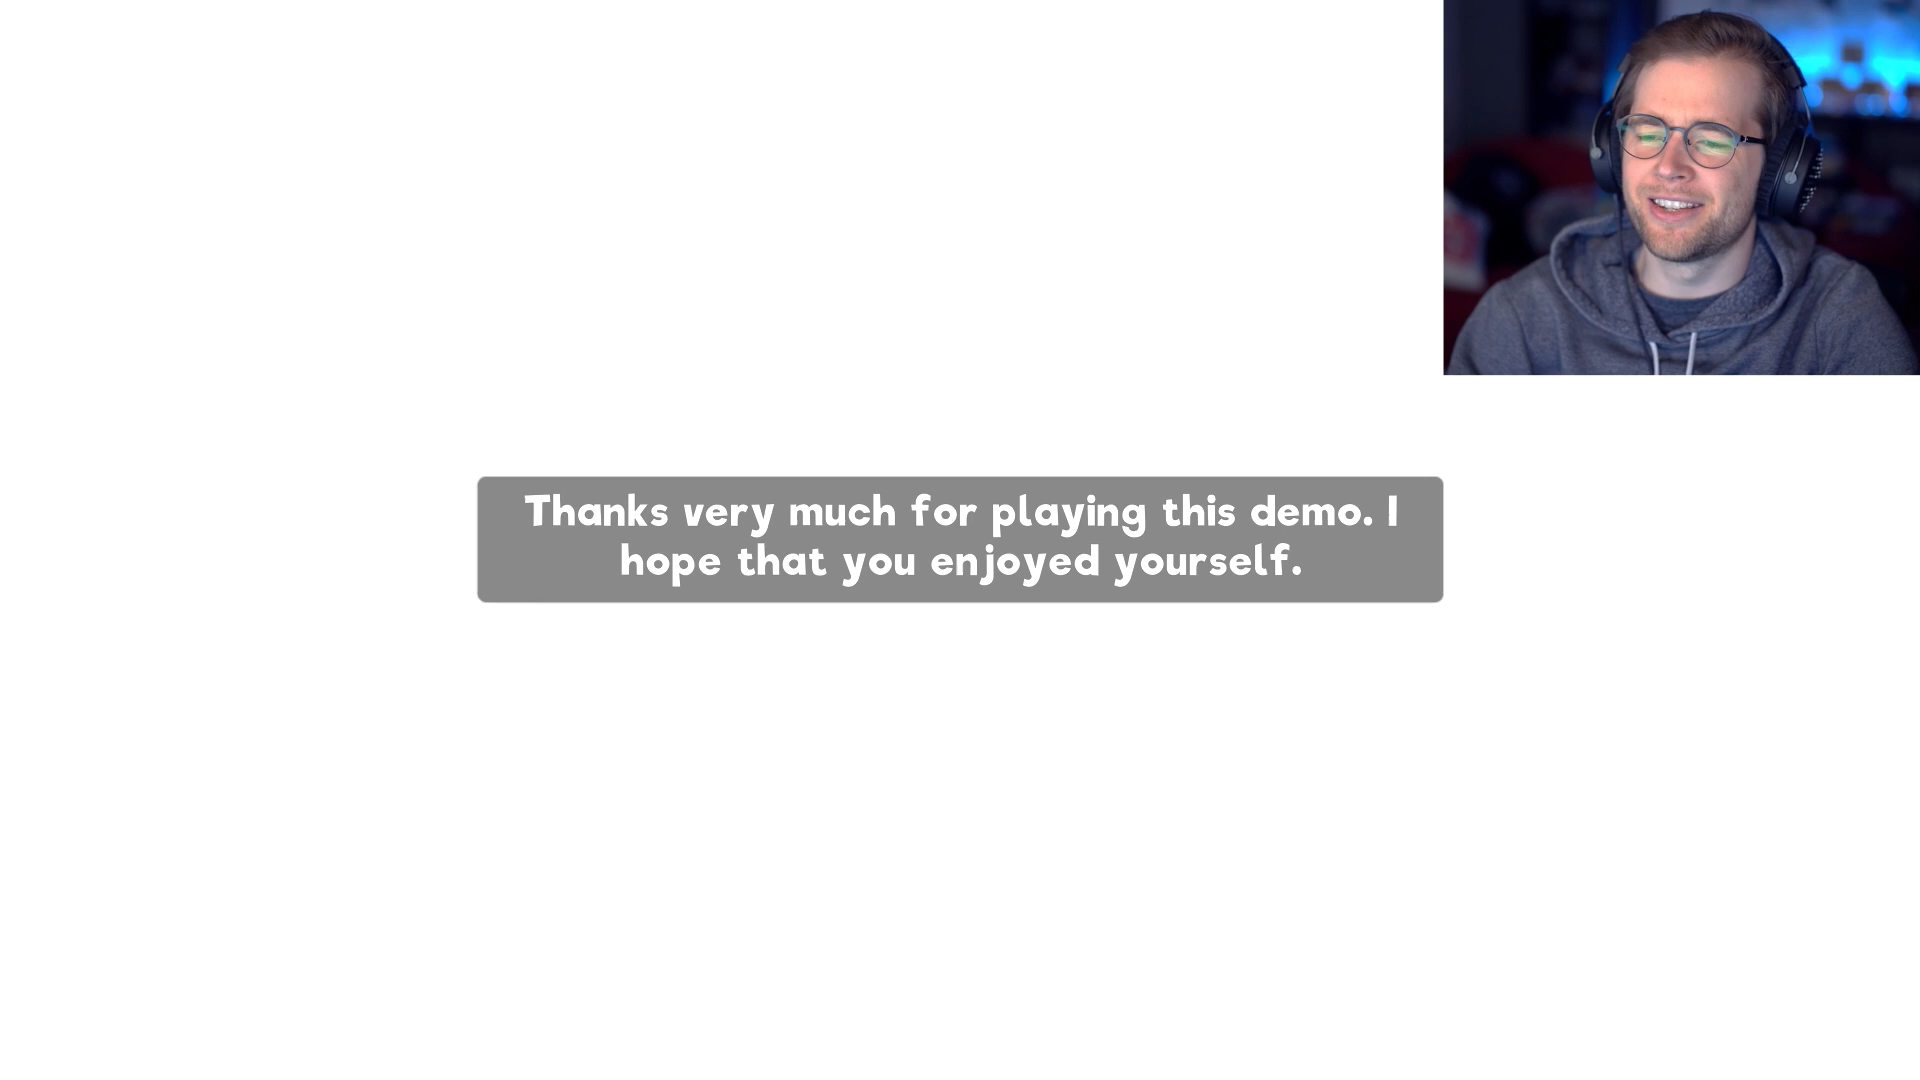 Thanks very much for playing this demo. I
hope that you enjoyed yourself.